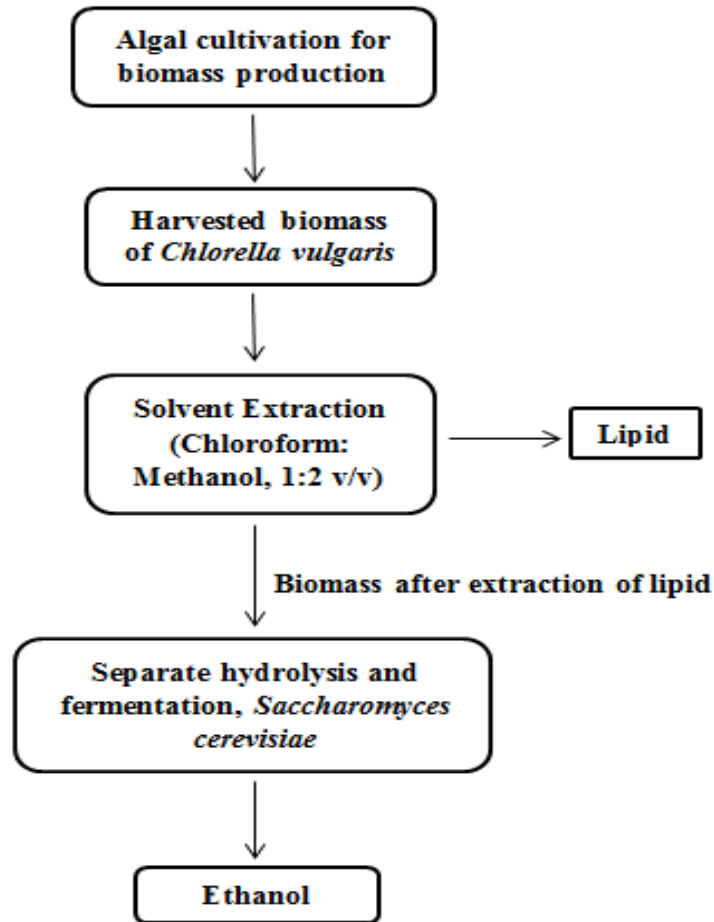 Algal cultivation for
biomass production
Harvested biomass
of Chlorella vulgaris
Solvent Extraction
(Chloroform:
Methanol, 1:2 v/v)
Lipid
Biomass after extraction of lipid
Separate hydrolysis and
fermentation, Saccharomyces
cerevisiae
Ethanol